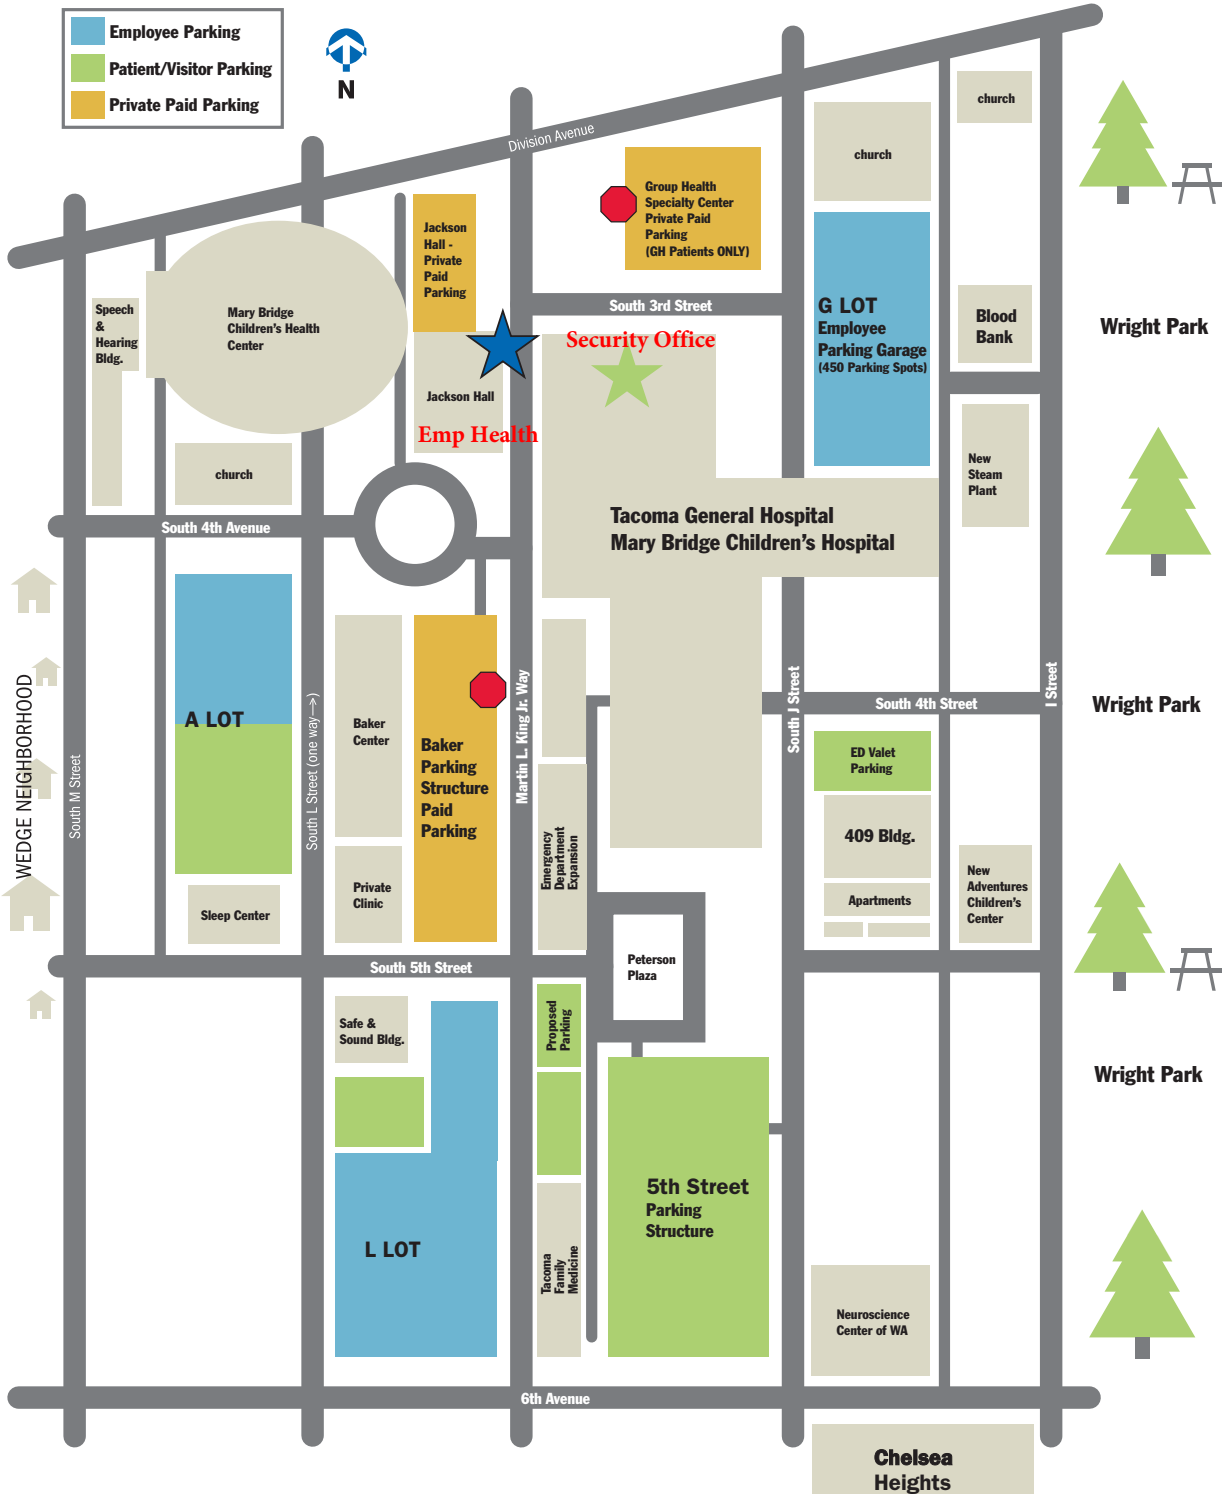 Employee Parking
Patient/Visitor Parking
Private Paid Parking
N
Division Avenue
church
church
Group Health
Specialty Center
Private Paid
Parking
(GH Patients ONLY)
Jackson
Hall -
Private
Paid
Parking
South 3rd Street
G LOT
Employee
Parking Garage
(450 Parking Spots)
Blood
Bank
Wright Park
Speech
&
Hearing
Bldg.
Mary Bridge
Children's Health
Center
Security Office
Jackson Hall
Emp Health
church
New
Steam
Plant
South 4th Avenue
Tacoma General Hospital
Mary Bridge Children's Hospital
WEDGE NEIGHBORHOOD
South M Street
A LOT
South L Street (one way—>)
Baker
Center
Baker
Parking
Structure
Paid
Parking
Martin L. King Jr. Way
South J Street
South 4th Street
I Street
Wright Park
ED Valet
Parking
409 Bldg.
Emergency
Department
Expansion
Private
Clinic
Apartments
New
Adventures
Children's
Center
Sleep Center
South 5th Street
Peterson
Plaza
Safe &
Sound Bldg.
Proposed
Parking
Wright Park
5th Street
Parking
Structure
L LOT
Tacoma
Family
Medicine
Neuroscience
Center of WA
6th Avenue
Chelsea
Heights